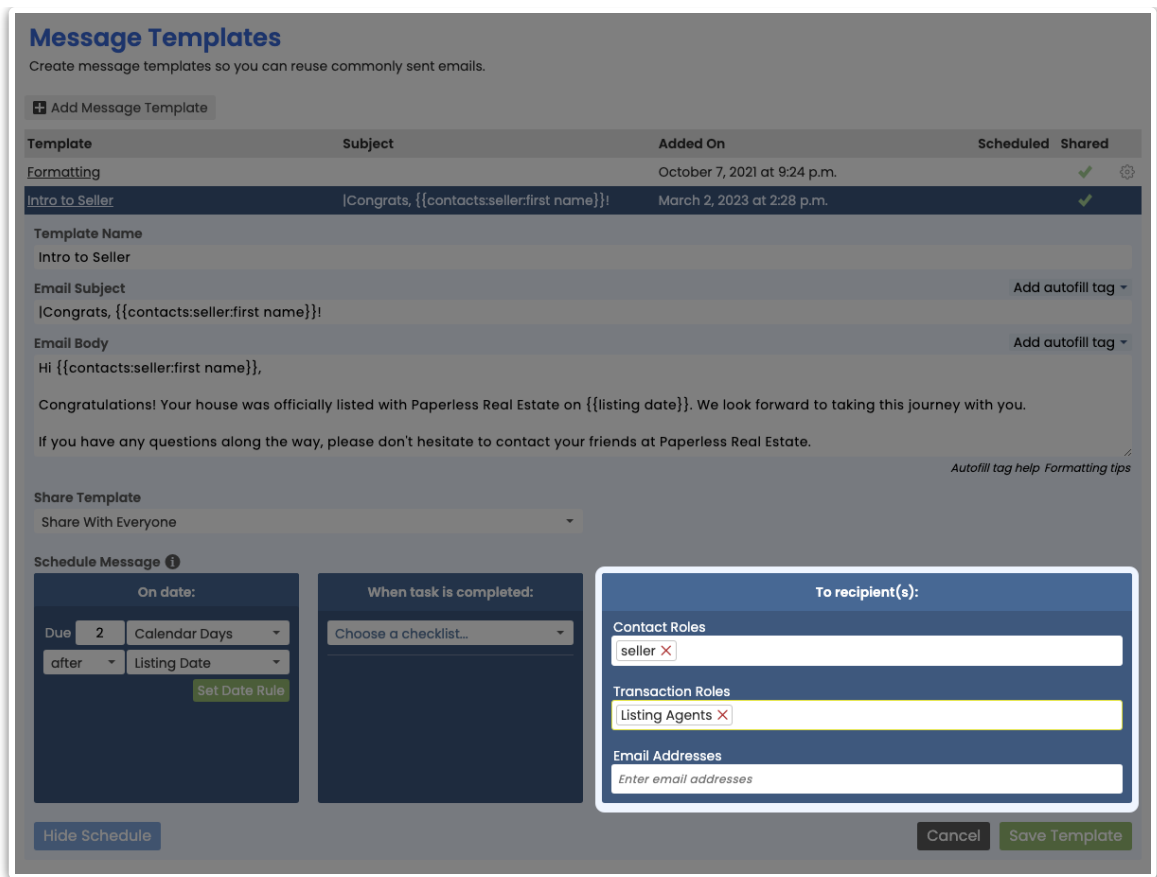 Message Templates
Create message templates so you can reuse commonly sent emails.
Add Message Template
Template Subject Added On Scheduled Shared
Formatting October 7, 2021 at 9:24 p.m.
Intro to Seller |Congrats, {{contacts:seller:first name}}! March 2, 2023 at 2:28 p.m.
Template Name
Intro to Seller
Email Subject Add autofill tag
|Congrats, {{contacts:seller:first name}}!
Email Body Add autofill tag
Hi {{contacts:seller:first name}},
Congratulations! Your house was officially listed with Paperless Real Estate on {{listing date}}. We look forward to taking this journey with you.
If you have any questions along the way, please don't hesitate to contact your friends at Paperless Real Estate.
Autofill tag help Formatting tips
Share Template
Share With Everyone
Schedule Message
On date:
Due 2 Calendar Days
after Listing Date
Set Date Rule
When task is completed:
Choose a checklist...
To recipient(s):
Contact Roles
seller
Transaction Roles
Listing Agents
Email Addresses
Enter email addresses
Hide Schedule Cancel Save Template